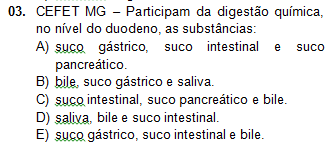 03. CEFET MG – Participam da digestão química,
no nível do duodeno, as substâncias:
A) suco gástrico, suco intestinal e suco
pancreático.
B) bile, suco gástrico e saliva.
C) suco intestinal, suco pancreático e bile.
D) saliva, bile e suco intestinal.
E) suco gástrico, suco intestinal e bile.